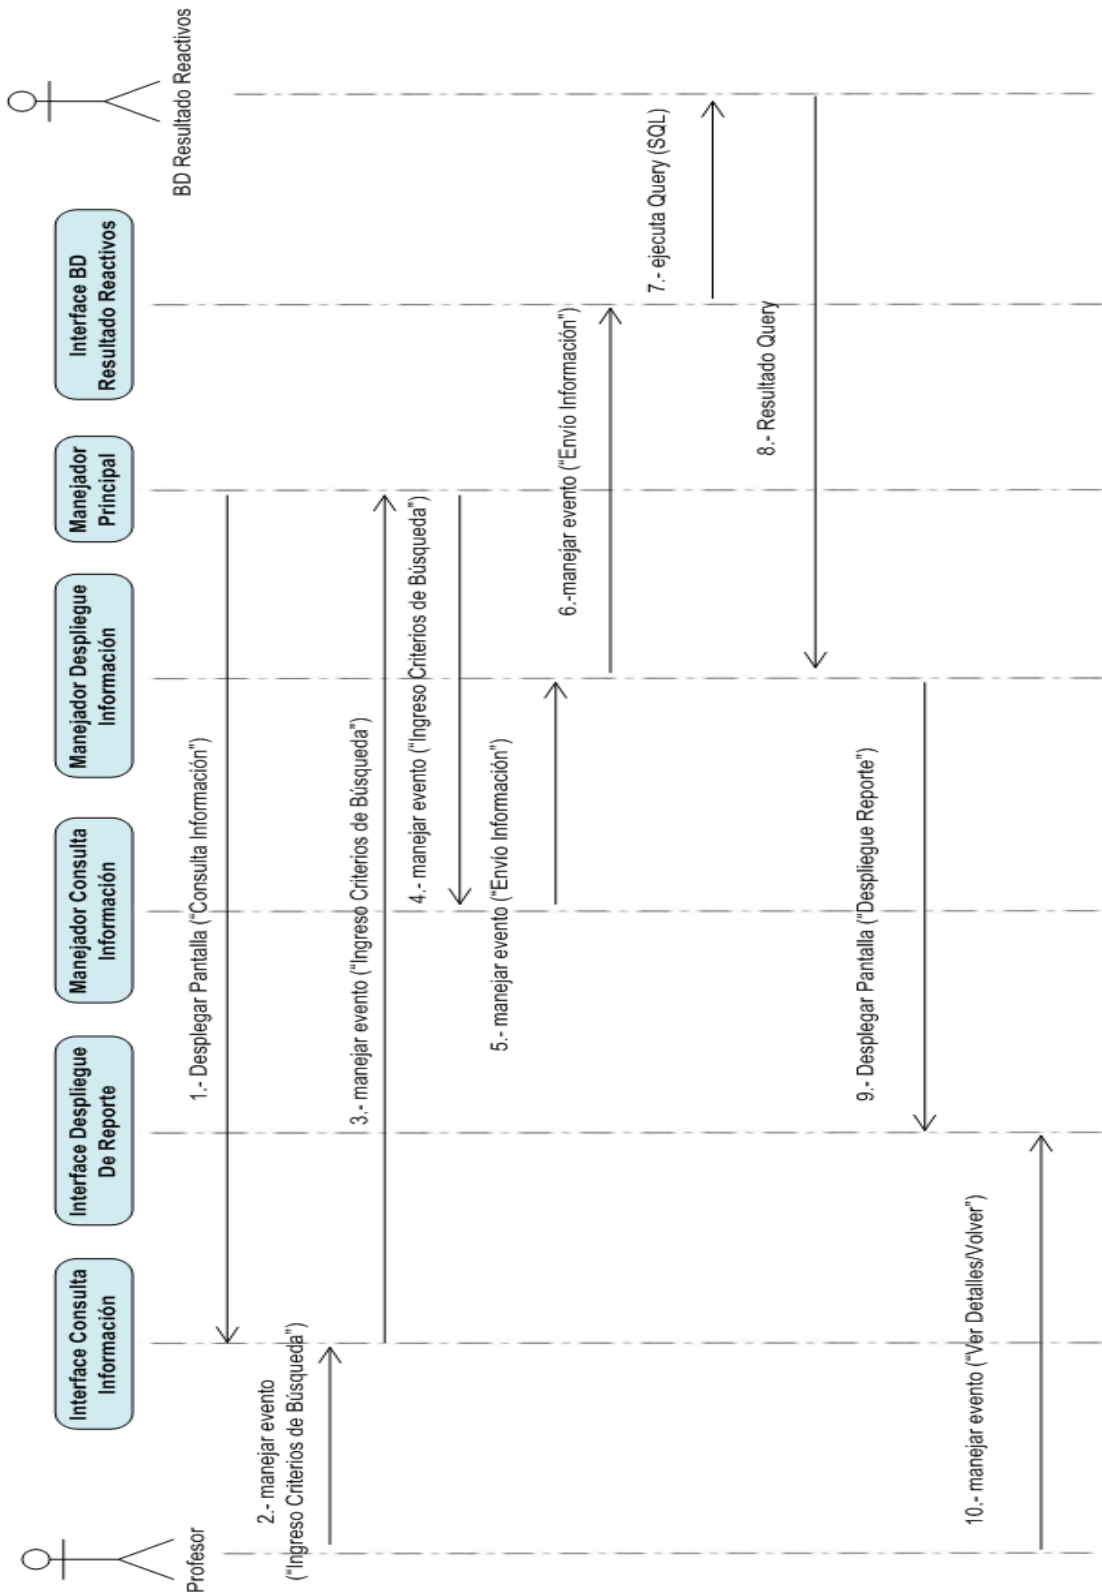 Profesor
Interface Consulta
Información
Interface Despliegue
De Reporte
Manejador Consulta
Información
Manejador Despliegue
Información
Manejador
Principal
Interface BD
Resultado Reactivos
BD Resultado Reactivos
1.- Desplegar Pantalla (“Consulta Información”)
2.- manejar evento
(“Ingreso Criterios de Búsqueda”)
3.- manejar evento (“Ingreso Criterios de Búsqueda”)
4.- manejar evento (“Ingreso Criterios de Búsqueda”)
5.- manejar evento (“Envío Información”)
6.-manejar evento (“Envío Información”)
7.- ejecuta Query (SQL)
8.- Resultado Query
9.- Desplegar Pantalla (“Despliegue Reporte”)
10.- manejar evento (“Ver Detalles/Volver”)